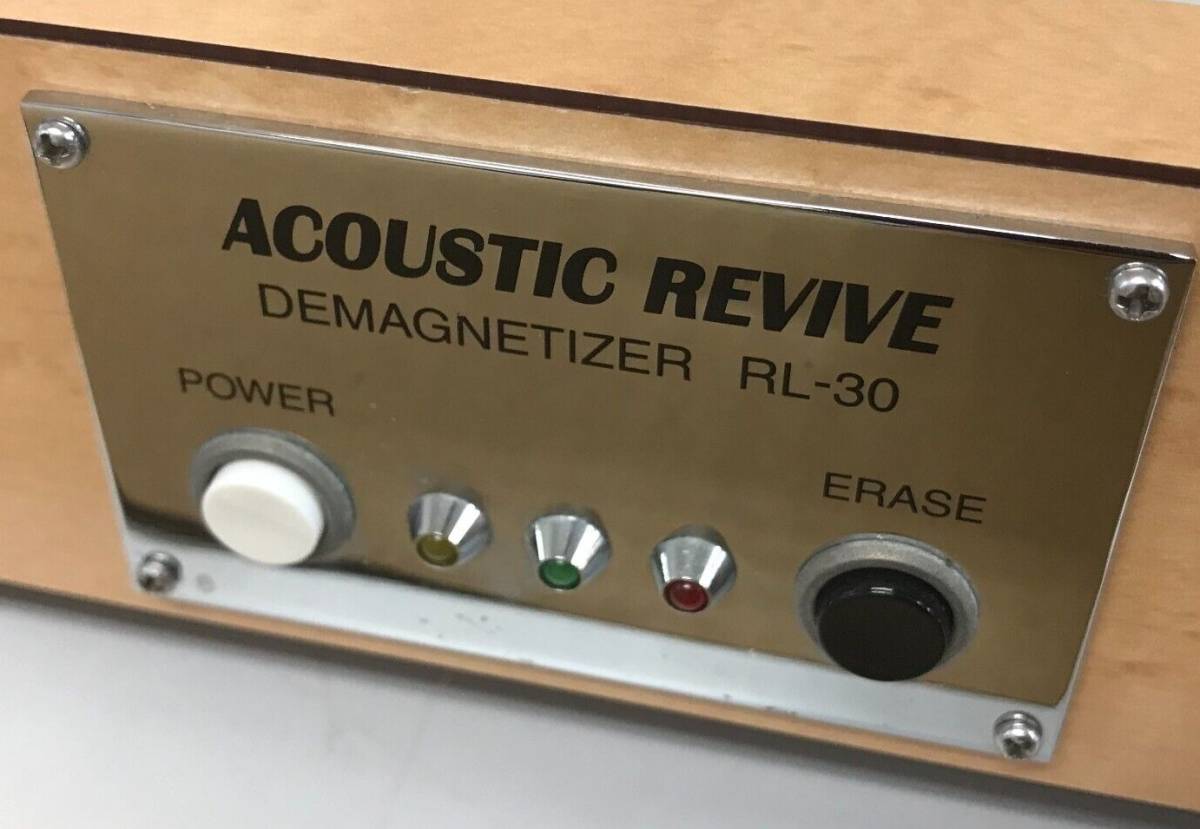 ACOUSTIC REVIVE
DEMAGNETIZER RL-30
POWER
ERASE